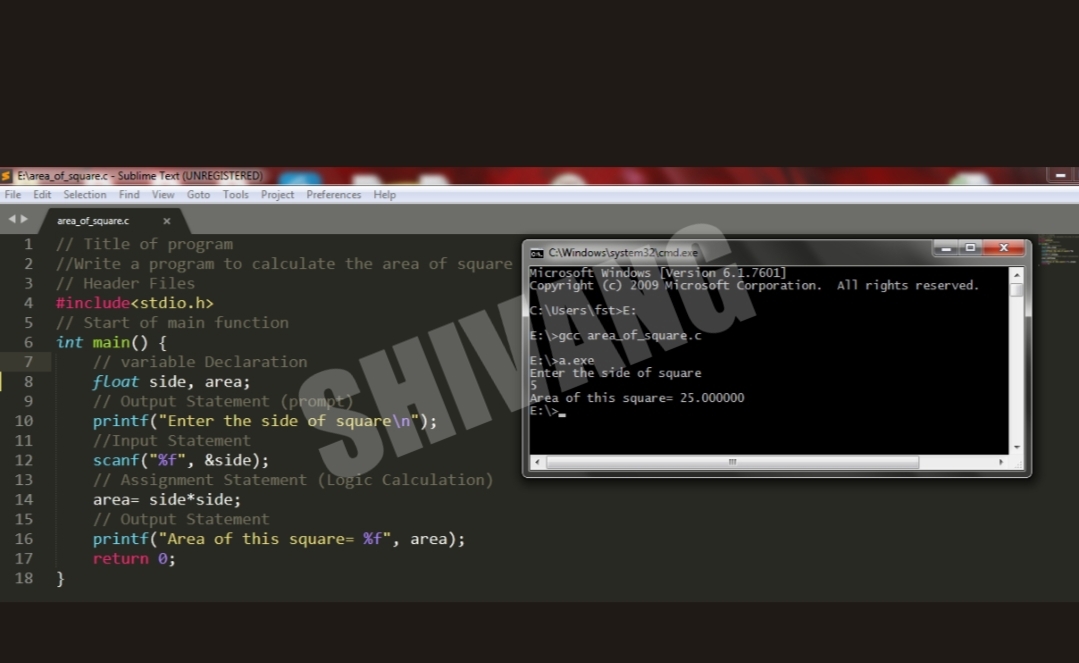 E:\area_of_square.c - Sublime Text (UNREGISTERED)
File Edit Selection Find View Goto Tools Project Preferences Help
area_of_square.c ×
1 // Title of program
2 //Write a program to calculate the area of square
3 // Header Files
4 #include<stdio.h>
5 // Start of main function
6 int main() {
7 // variable Declaration
8 float side, area;
9 // Output Statement (prompt)
10 printf("Enter the side of square\n");
11 //Input Statement
12 scanf("%f", &side);
13 // Assignment Statement (Logic Calculation)
14 area= side*side;
15 // Output Statement
16 printf("Area of this square= %f", area);
17 return 0;
18 }
C:\Windows\system32\cmd.exe
Microsoft Windows [Version 6.1.7601]
Copyright (c) 2009 Microsoft Corporation. All rights reserved.
C:\Users\fst>E:
E:\>gcc area_of_square.c
E:\>a.exe
Enter the side of square
5
Area of this square= 25.000000
E:\>_
SHIVANG